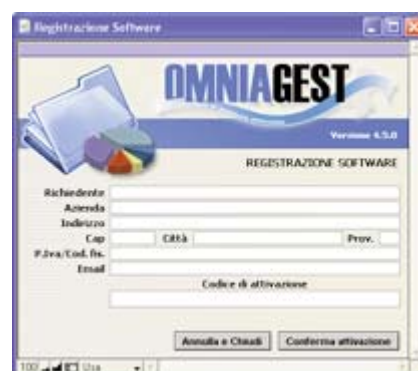 Registrazione Software
OMNIAGEST
Versione 4.5.0
REGISTRAZIONE SOFTWARE
Richiedente
Azienda
Indirizzo
Cap Città Prov.
P.Iva/Cod. fis.
Email
Codice di attivazione
Annulla e Chiudi Conferma attivazione
100 Usa